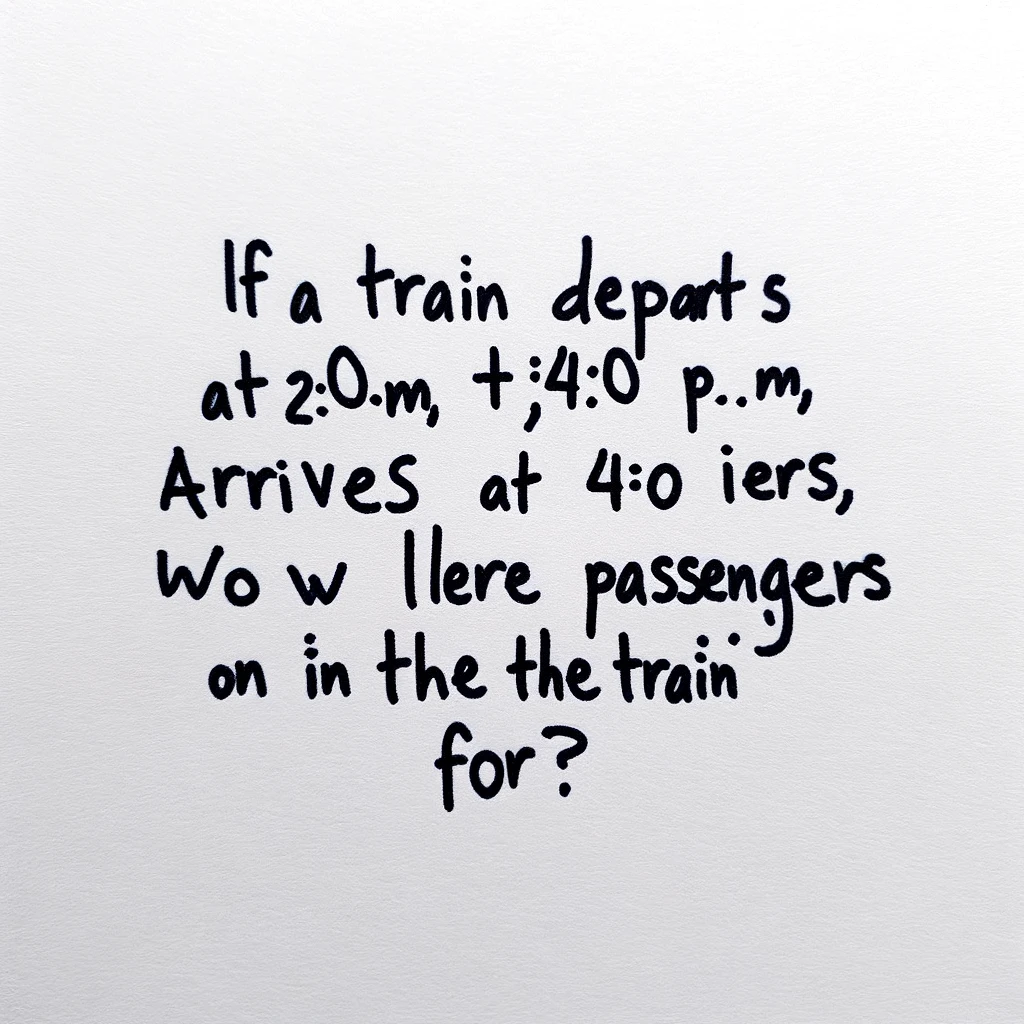 If a train departs
at 2:0.m, t;:4:0 p..m,
Arrives at 4:0 iers,
Wow llere passengers
on in the the train
for?